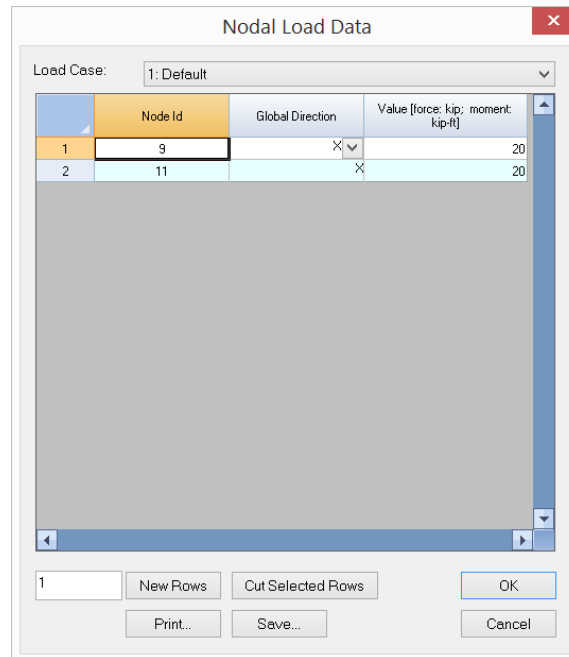 Nodal Load Data
Load Case: 1: Default
Node Id Global Direction Value [force: kip; moment:
kip-ft]
1 9 X 20
2 11 X 20
1 New Rows Cut Selected Rows OK
Print... Save... Cancel